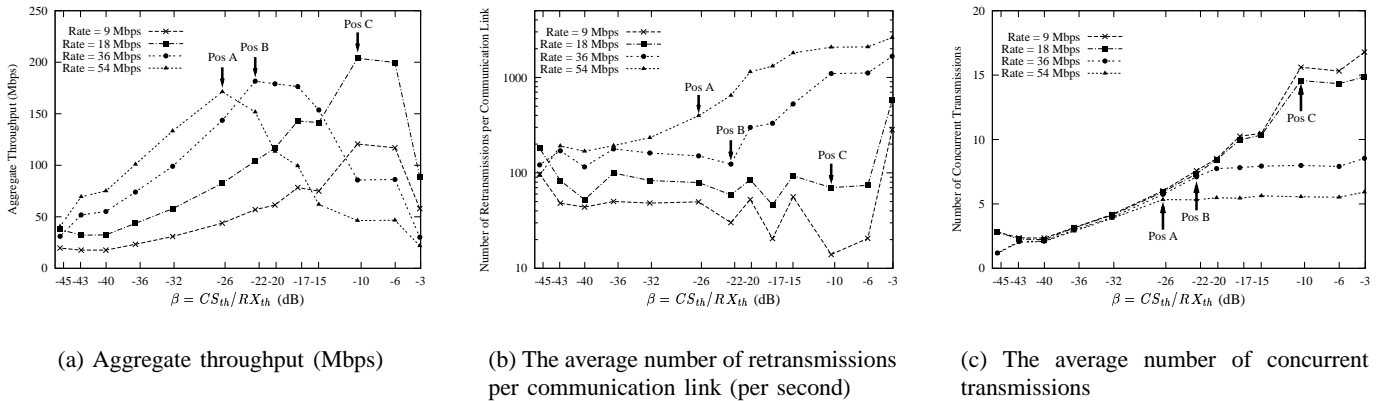 250
200
150
100
50
0
Aggregate Throughput (Mbps)
Rate = 9 Mbps
Rate = 18 Mbps
Rate = 36 Mbps
Rate = 54 Mbps
Pos A
Pos B
Pos C
-45 -43 -40 -36 -32 -26 -22 -20 -17 -15 -10 -6 -3
β = CS_th/RX_th (dB)
(a) Aggregate throughput (Mbps)
1000
100
10
Number of Retransmissions per Communication Link
Rate = 9 Mbps
Rate = 18 Mbps
Rate = 36 Mbps
Rate = 54 Mbps
Pos A
Pos B
Pos C
-45 -43 -40 -36 -32 -26 -22 -20 -17 -15 -10 -6 -3
β = CS_th/RX_th (dB)
(b) The average number of retransmissions
per communication link (per second)
20
15
10
5
0
Number of Concurrent Transmissions
Rate = 9 Mbps
Rate = 18 Mbps
Rate = 36 Mbps
Rate = 54 Mbps
Pos C
Pos B
Pos A
-45 -43 -40 -36 -32 -26 -22 -20 -17 -15 -10 -6 -3
β = CS_th/RX_th (dB)
(c) The average number of concurrent
transmissions